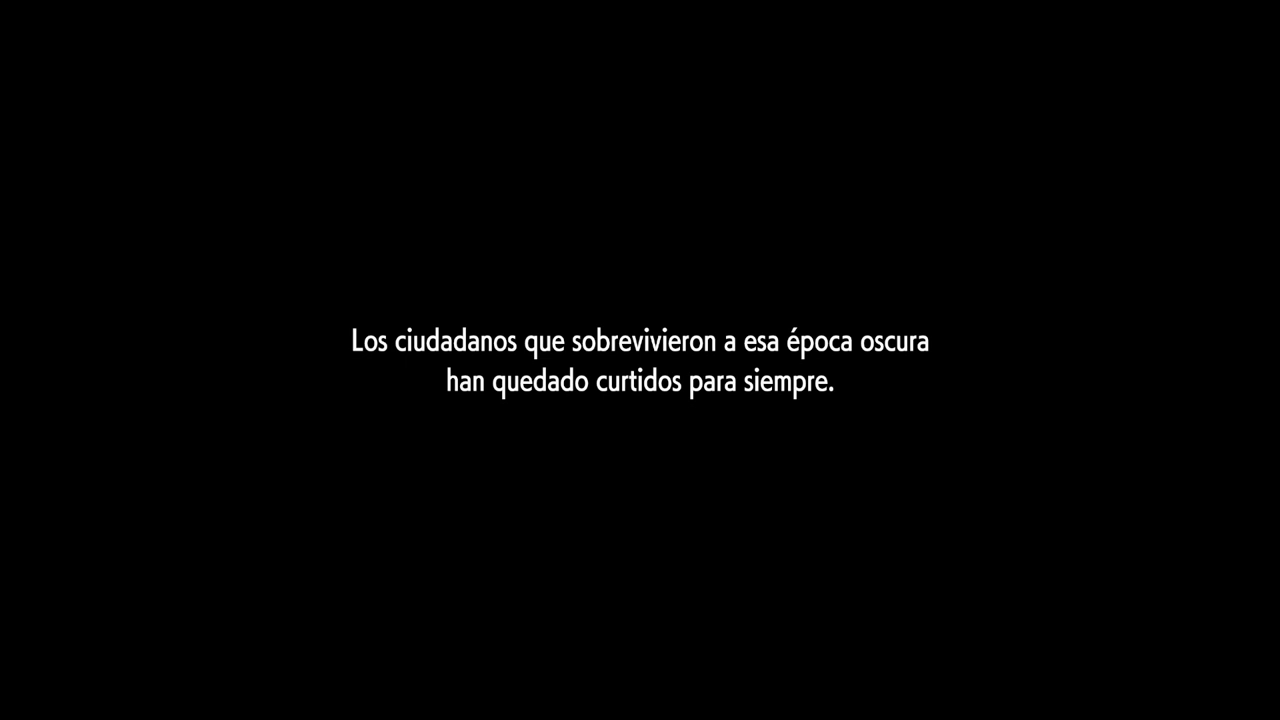 Los ciudadanos que sobrevivieron a esa época oscura
han quedado curtidos para siempre.